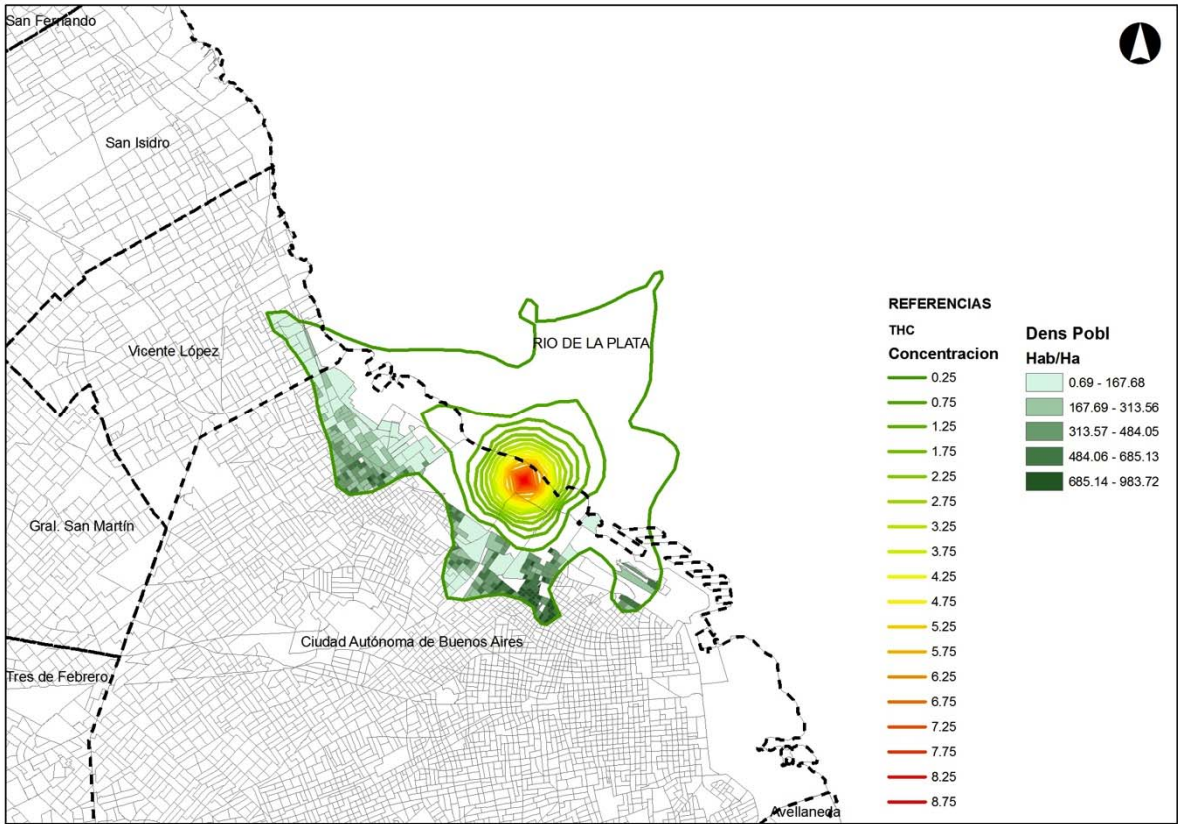 San Fernando
San Isidro
Vicente López
RIO DE LA PLATA
Gral. San Martín
Ciudad Autónoma de Buenos Aires
Tres de Febrero
Avellaneda
REFERENCIAS
THC
Concentracion
0.25
0.75
1.25
1.75
2.25
2.75
3.25
3.75
4.25
4.75
5.25
5.75
6.25
6.75
7.25
7.75
8.25
8.75
Dens Pobl
Hab/Ha
0.69 - 167.68
167.69 - 313.56
313.57 - 484.05
484.06 - 685.13
685.14 - 983.72